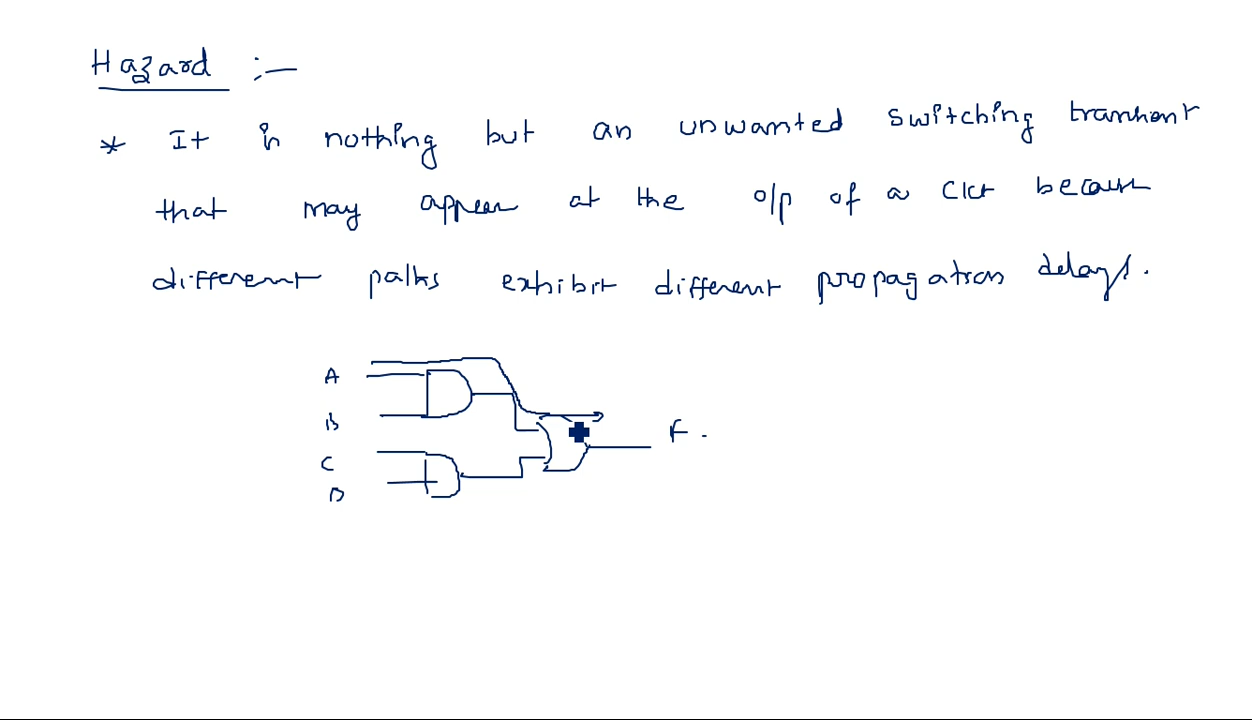 Hazard :-
* It is nothing but an unwanted switching transient
that may appear at the o/p of a ckt because
different paths exhibit different propagation delays.
A
B
C
D
F.